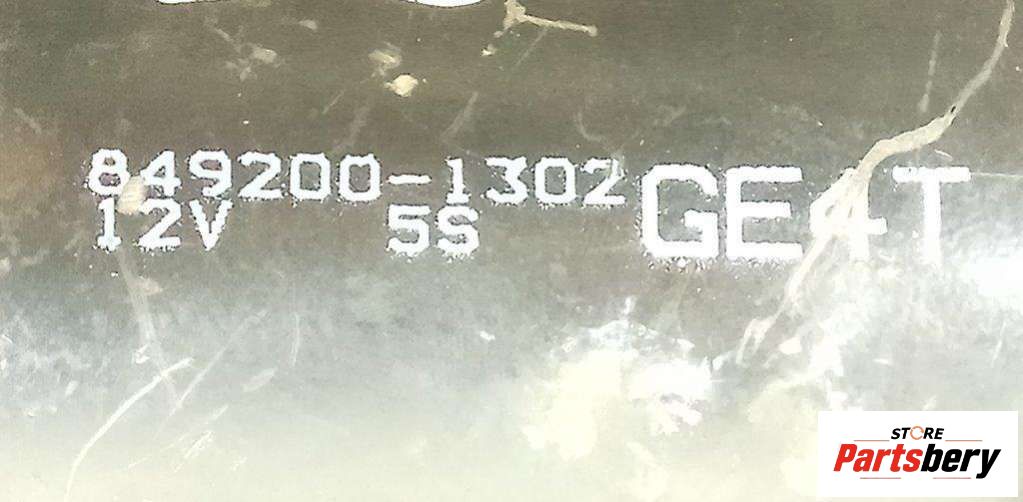 849200-1302
12V 5S GE4T
STORE
Partsbery